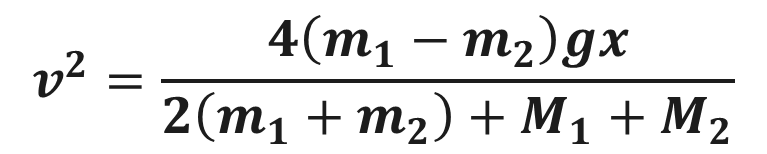 v² = 4(m₁ − m₂)gx / 2(m₁ + m₂) + M₁ + M₂